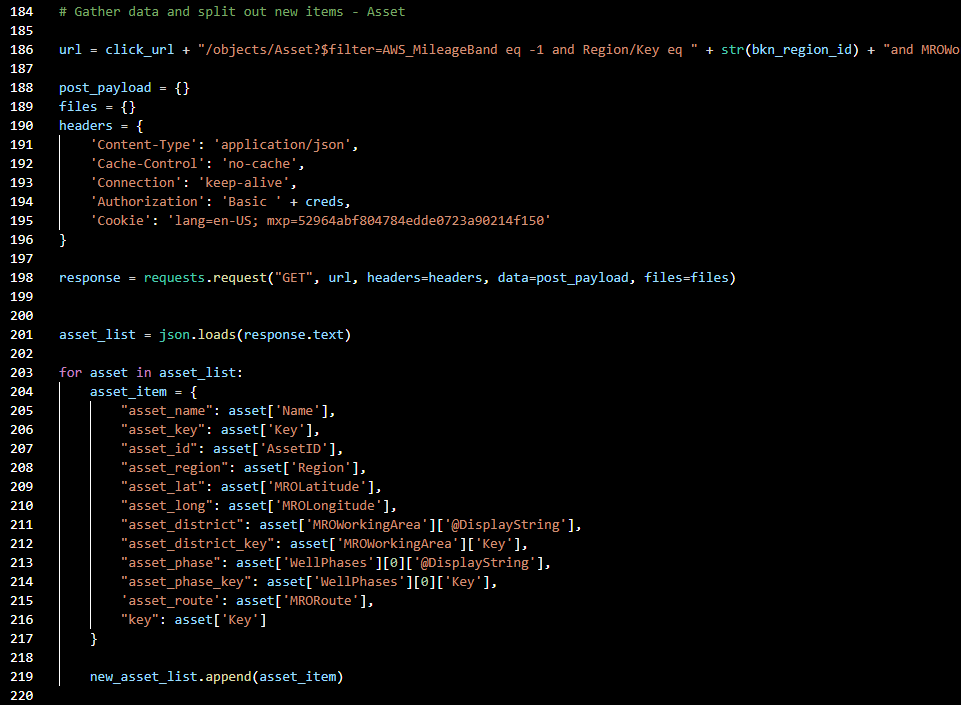 184 # Gather data and split out new items - Asset
185
186 url = click_url + "/objects/Asset?$filter=AWS_MileageBand eq -1 and Region/Key eq " + str(bkn_region_id) + "and MROWo
187
188 post_payload = {}
189 files = {}
190 headers = {
191 'Content-Type': 'application/json',
192 'Cache-Control': 'no-cache',
193 'Connection': 'keep-alive',
194 'Authorization': 'Basic ' + creds,
195 'Cookie': 'lang=en-US; mxp=52964abf804784edde0723a90214f150'
196 }
197
198 response = requests.request("GET", url, headers=headers, data=post_payload, files=files)
199
200
201 asset_list = json.loads(response.text)
202
203 for asset in asset_list:
204 asset_item = {
205 "asset_name": asset['Name'],
206 "asset_key": asset['Key'],
207 "asset_id": asset['AssetID'],
208 "asset_region": asset['Region'],
209 "asset_lat": asset['MROLatitude'],
210 "asset_long": asset['MROLongitude'],
211 "asset_district": asset['MROWorkingArea']['@DisplayString'],
212 "asset_district_key": asset['MROWorkingArea']['Key'],
213 "asset_phase": asset['WellPhases'][0]['@DisplayString'],
214 "asset_phase_key": asset['WellPhases'][0]['Key'],
215 'asset_route': asset['MRORoute'],
216 "key": asset['Key']
217 }
218
219 new_asset_list.append(asset_item)
220